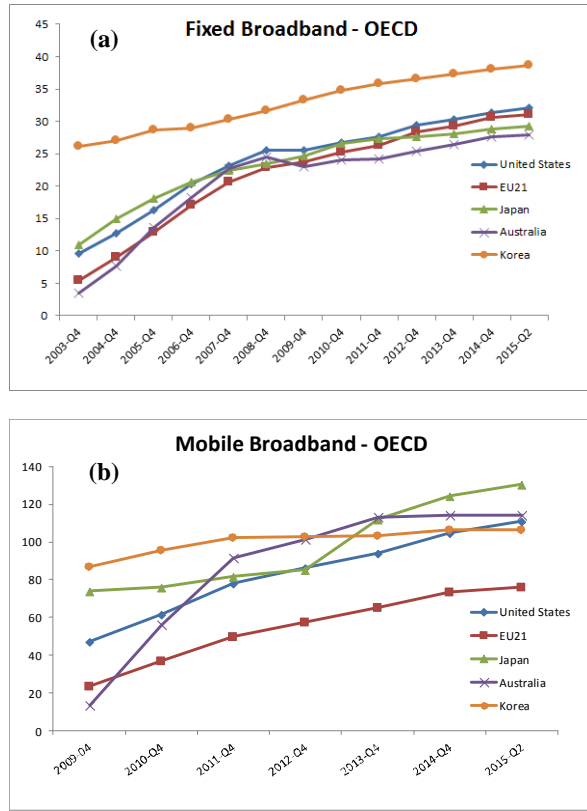 (a) Fixed Broadband - OECD
45
40
35
30
25
20
15
10
5
0
United States
EU21
Japan
Australia
Korea
2003-Q4 2004-Q4 2005-Q4 2006-Q4 2007-Q4 2008-Q4 2009-04 2010-Q4 2011-Q4 2012-Q4 2013-Q4 2014-Q4 2015-Q2
Mobile Broadband - OECD
(b)
140
120
100
80
60
40
20
0
United States
EU21
Japan
Australia
Korea
2009-04 2010-Q4 2011-Q4 2012-Q4 2013-Q4 2014-Q4 2015-Q2